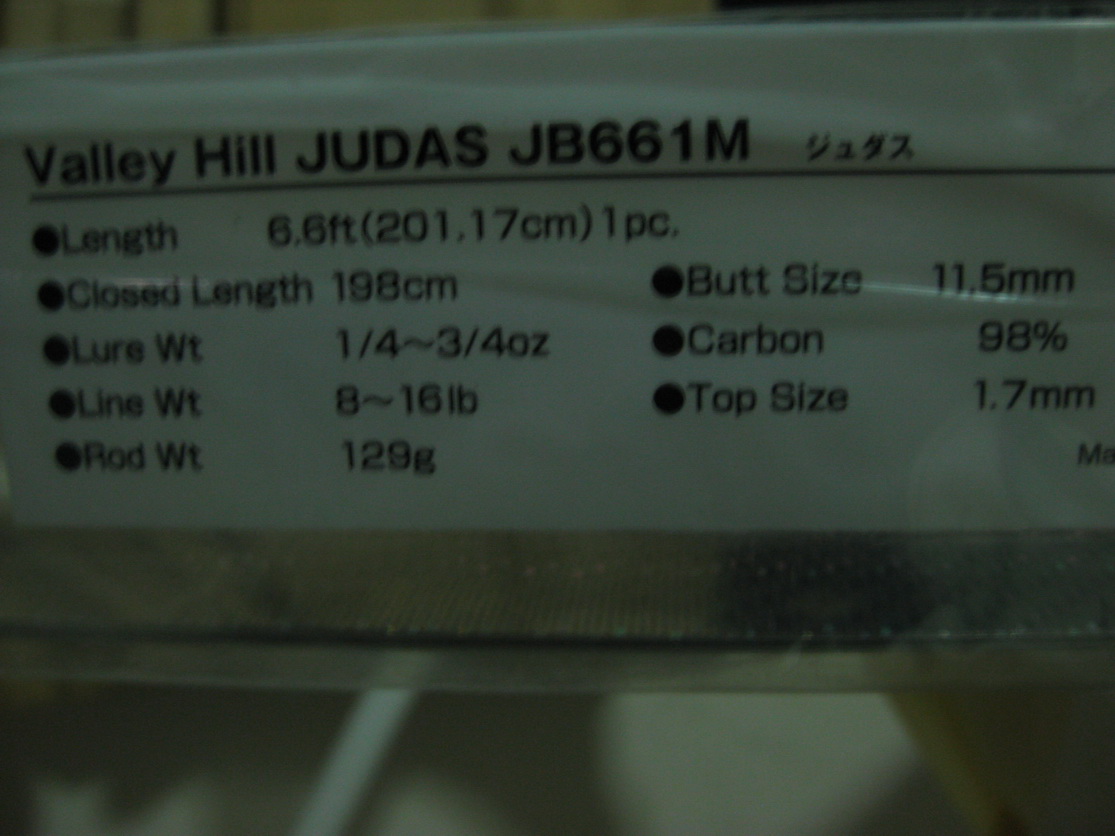 Valley Hill JUDAS JB661M ジュダス
●Length 6.6ft(201.17cm)1pc.
●Closed Length 198cm ●Butt Size 11.5mm
●Lure Wt 1/4～3/4oz ●Carbon 98%
●Line Wt 8～16lb ●Top Size 1.7mm
●Rod Wt 129g